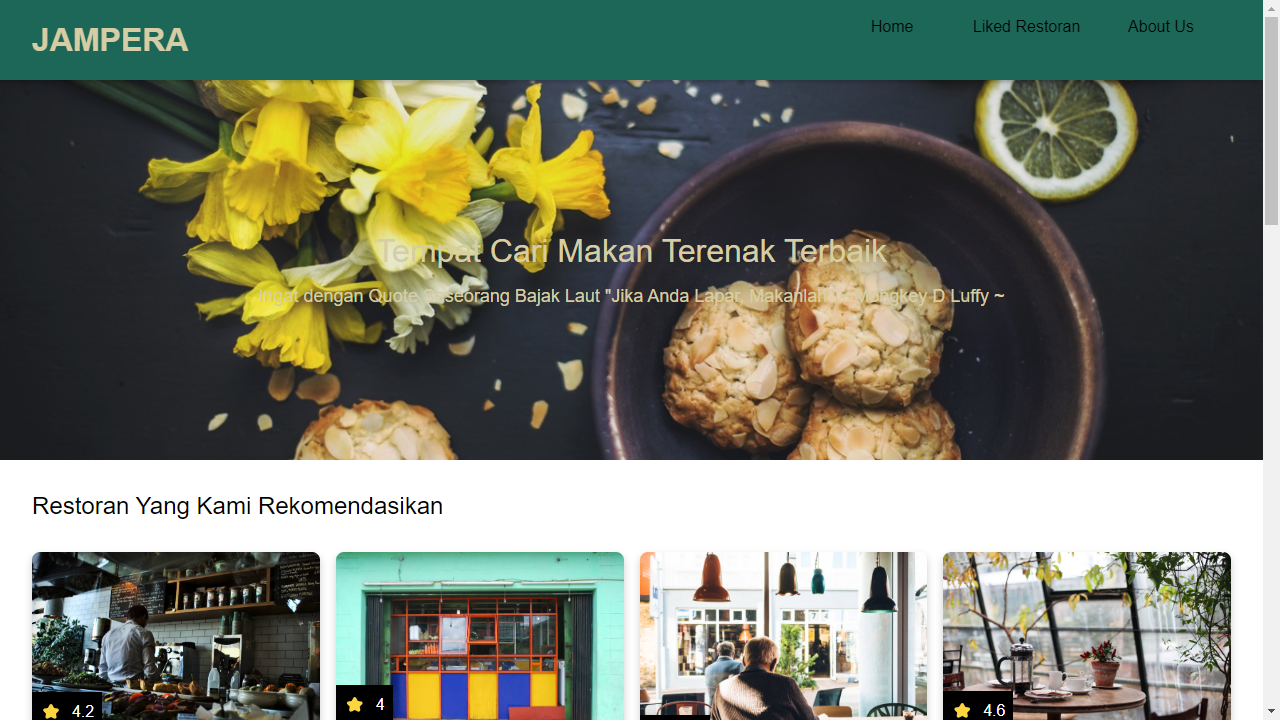 JAMPERA
Home Liked Restoran About Us
Tempat Cari Makan Terenak Terbaik
Ingat dengan Quote Seseorang Bajak Laut "Jika Anda Lapar, Makanlah" Mongkey D Luffy ~
Restoran Yang Kami Rekomendasikan
4.2
4
4.6